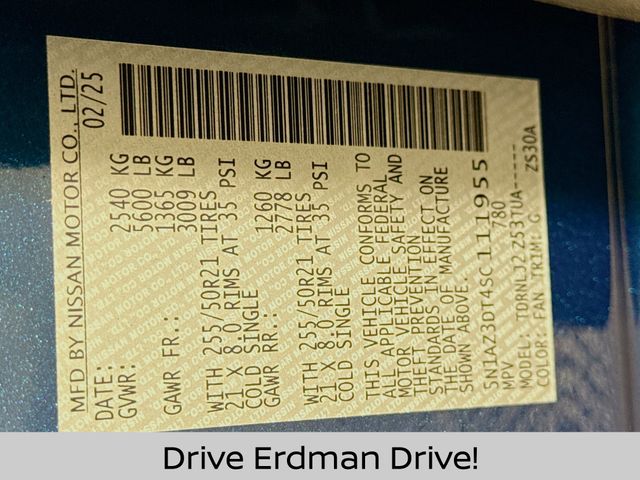 MFD BY NISSAN MOTOR CO., LTD.
DATE: 02/25
GVWR: 2540 KG
5600 LB
GAWR FR.: 1365 KG
3009 LB
WITH 255/50R21 TIRES
21 X 8.0 RIMS AT 35 PSI
COLD SINGLE
GAWR RR.: 1260 KG
2778 LB
WITH 255/50R21 TIRES
21 X 8.0 RIMS AT 35 PSI
COLD SINGLE
THIS VEHICLE CONFORMS TO
ALL APPLICABLE FEDERAL
MOTOR VEHICLE SAFETY AND
THEFT PREVENTION
STANDARDS IN EFFECT ON
THE DATE OF MANUFACTURE
SHOWN ABOVE.
5N1AZ3DT4SC111955
MPV 780
MODEL: TDRNLJ2ZS37UA-----
COLOR: FAN TRIM: G ZS30A
Drive Erdman Drive!